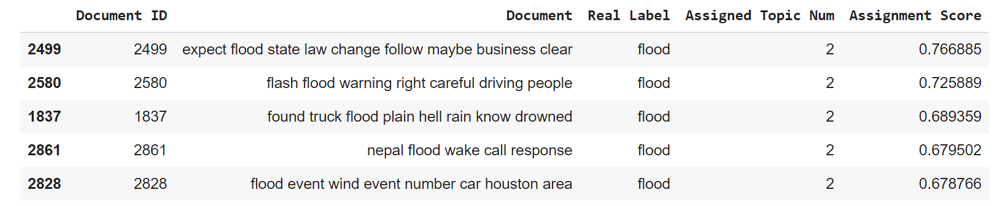 Document ID Document Real Label Assigned Topic Num Assignment Score
2499 2499 expect flood state law change follow maybe business clear flood 2 0.766885
2580 2580 flash flood warning right careful driving people flood 2 0.725889
1837 1837 found truck flood plain hell rain know drowned flood 2 0.689359
2861 2861 nepal flood wake call response flood 2 0.679502
2828 2828 flood event wind event number car houston area flood 2 0.678766